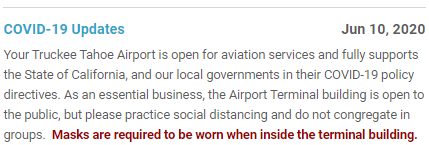 COVID-19 Updates Jun 10, 2020
Your Truckee Tahoe Airport is open for aviation services and fully supports
the State of California, and our local governments in their COVID-19 policy
directives. As an essential business, the Airport Terminal building is open to
the public, but please practice social distancing and do not congregate in
groups. Masks are required to be worn when inside the terminal building.